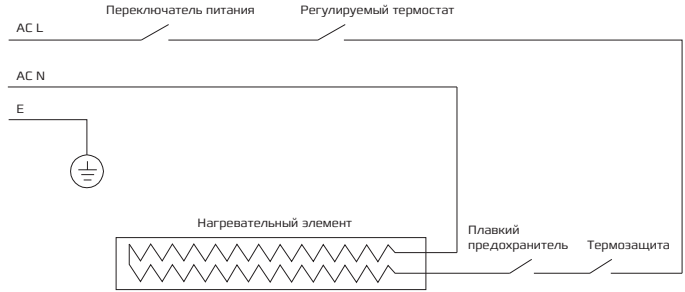 Переключатель питания
Регулируемый термостат
AC L
AC N
E
Нагревательный элемент
Плавкий
предохранитель
Термозащита